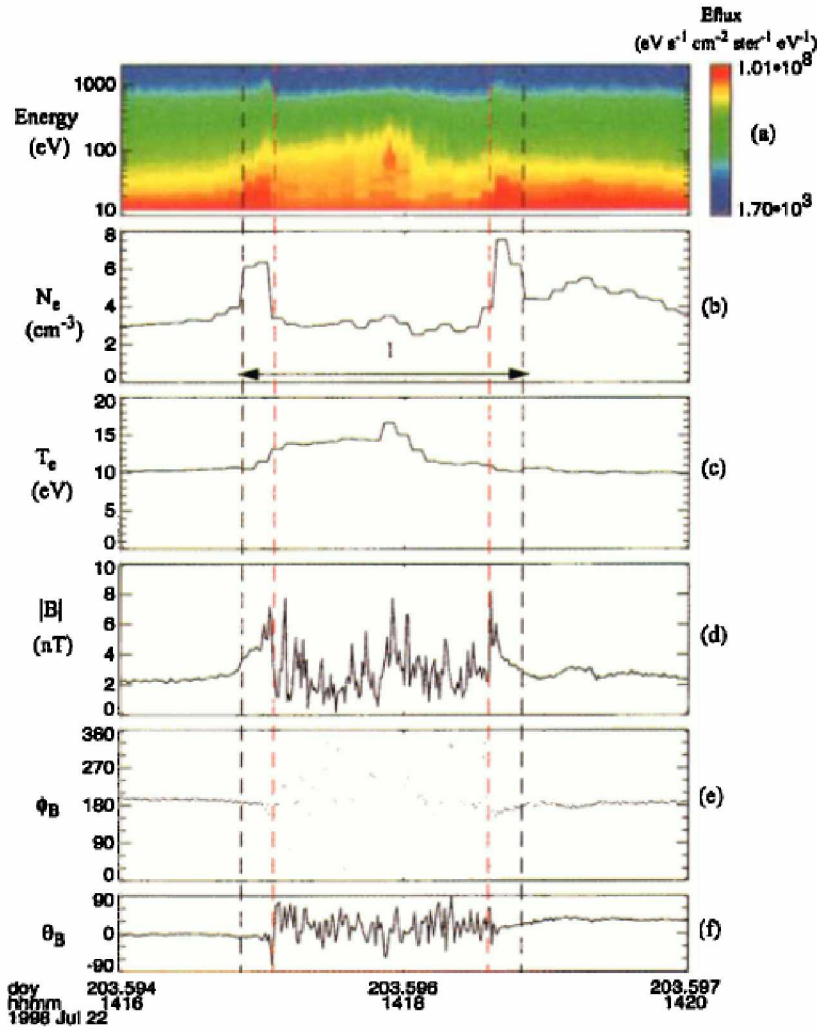 Eflux
(eV s⁻¹ cm⁻² ster⁻¹ eV⁻¹)
1.01•10⁸
(a)
1.70•10³
Energy
(eV)
1000
100
10
8
6
4
2
0
Nₑ
(cm⁻³)
1
(b)
20
15
10
5
0
Tₑ
(eV)
(c)
10
8
6
4
2
0
|B|
(nT)
(d)
360
270
180
90
0
ϕB
(e)
90
0
-90
θB
(f)
doy 203.594 203.596 203.597
hhmm 1416 1418 1420
1998 Jul 22